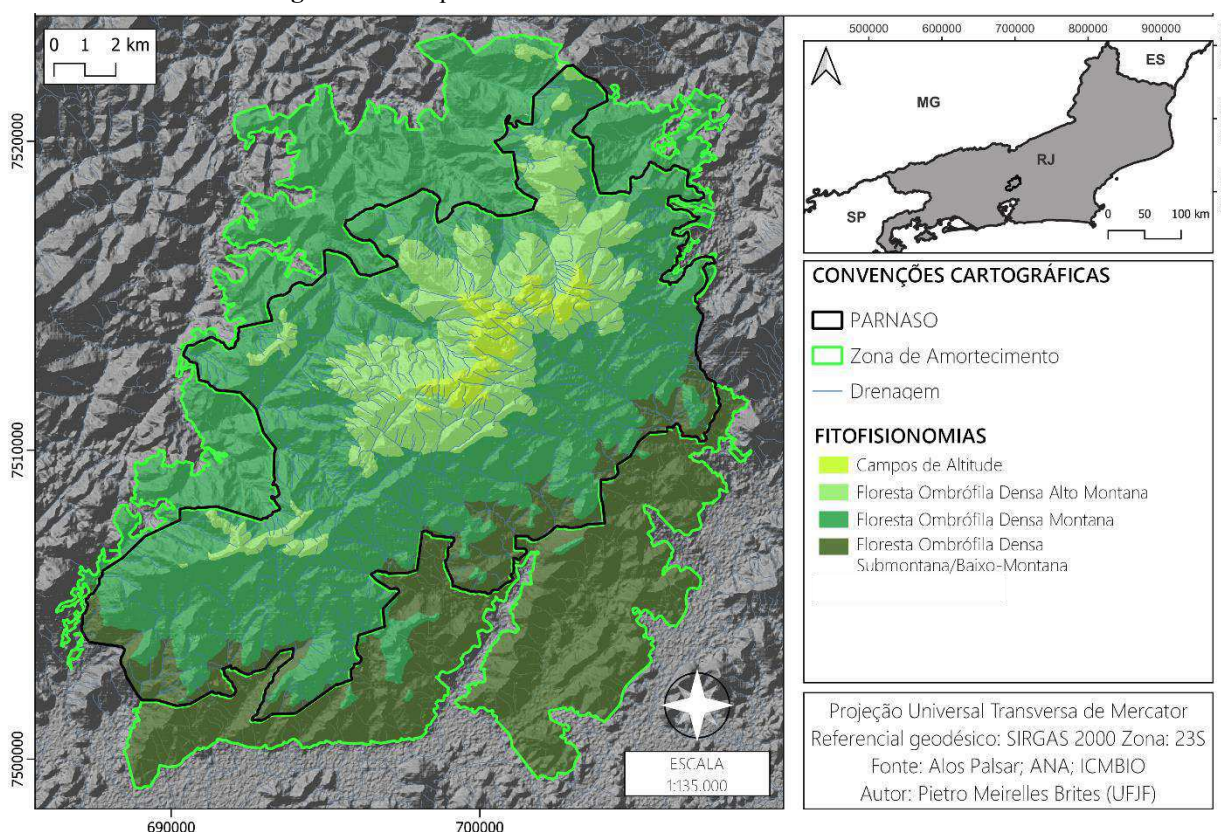 0 1 2 km
7520000
7510000
7500000
690000
700000
ESCALA
1:135.000
500000 600000 700000 800000 900000
MG
ES
RJ
SP
0 50 100 km
CONVENÇÕES CARTOGRÁFICAS
PARNASO
Zona de Amortecimento
Drenagem
FITOFISIONOMIAS
Campos de Altitude
Floresta Ombrófila Densa Alto Montana
Floresta Ombrófila Densa Montana
Floresta Ombrófila Densa
Submontana/Baixo-Montana
Projeção Universal Transversa de Mercator
Referencial geodésico: SIRGAS 2000 Zona: 23S
Fonte: Alos Palsar; ANA; ICMBIO
Autor: Pietro Meirelles Brites (UFJF)